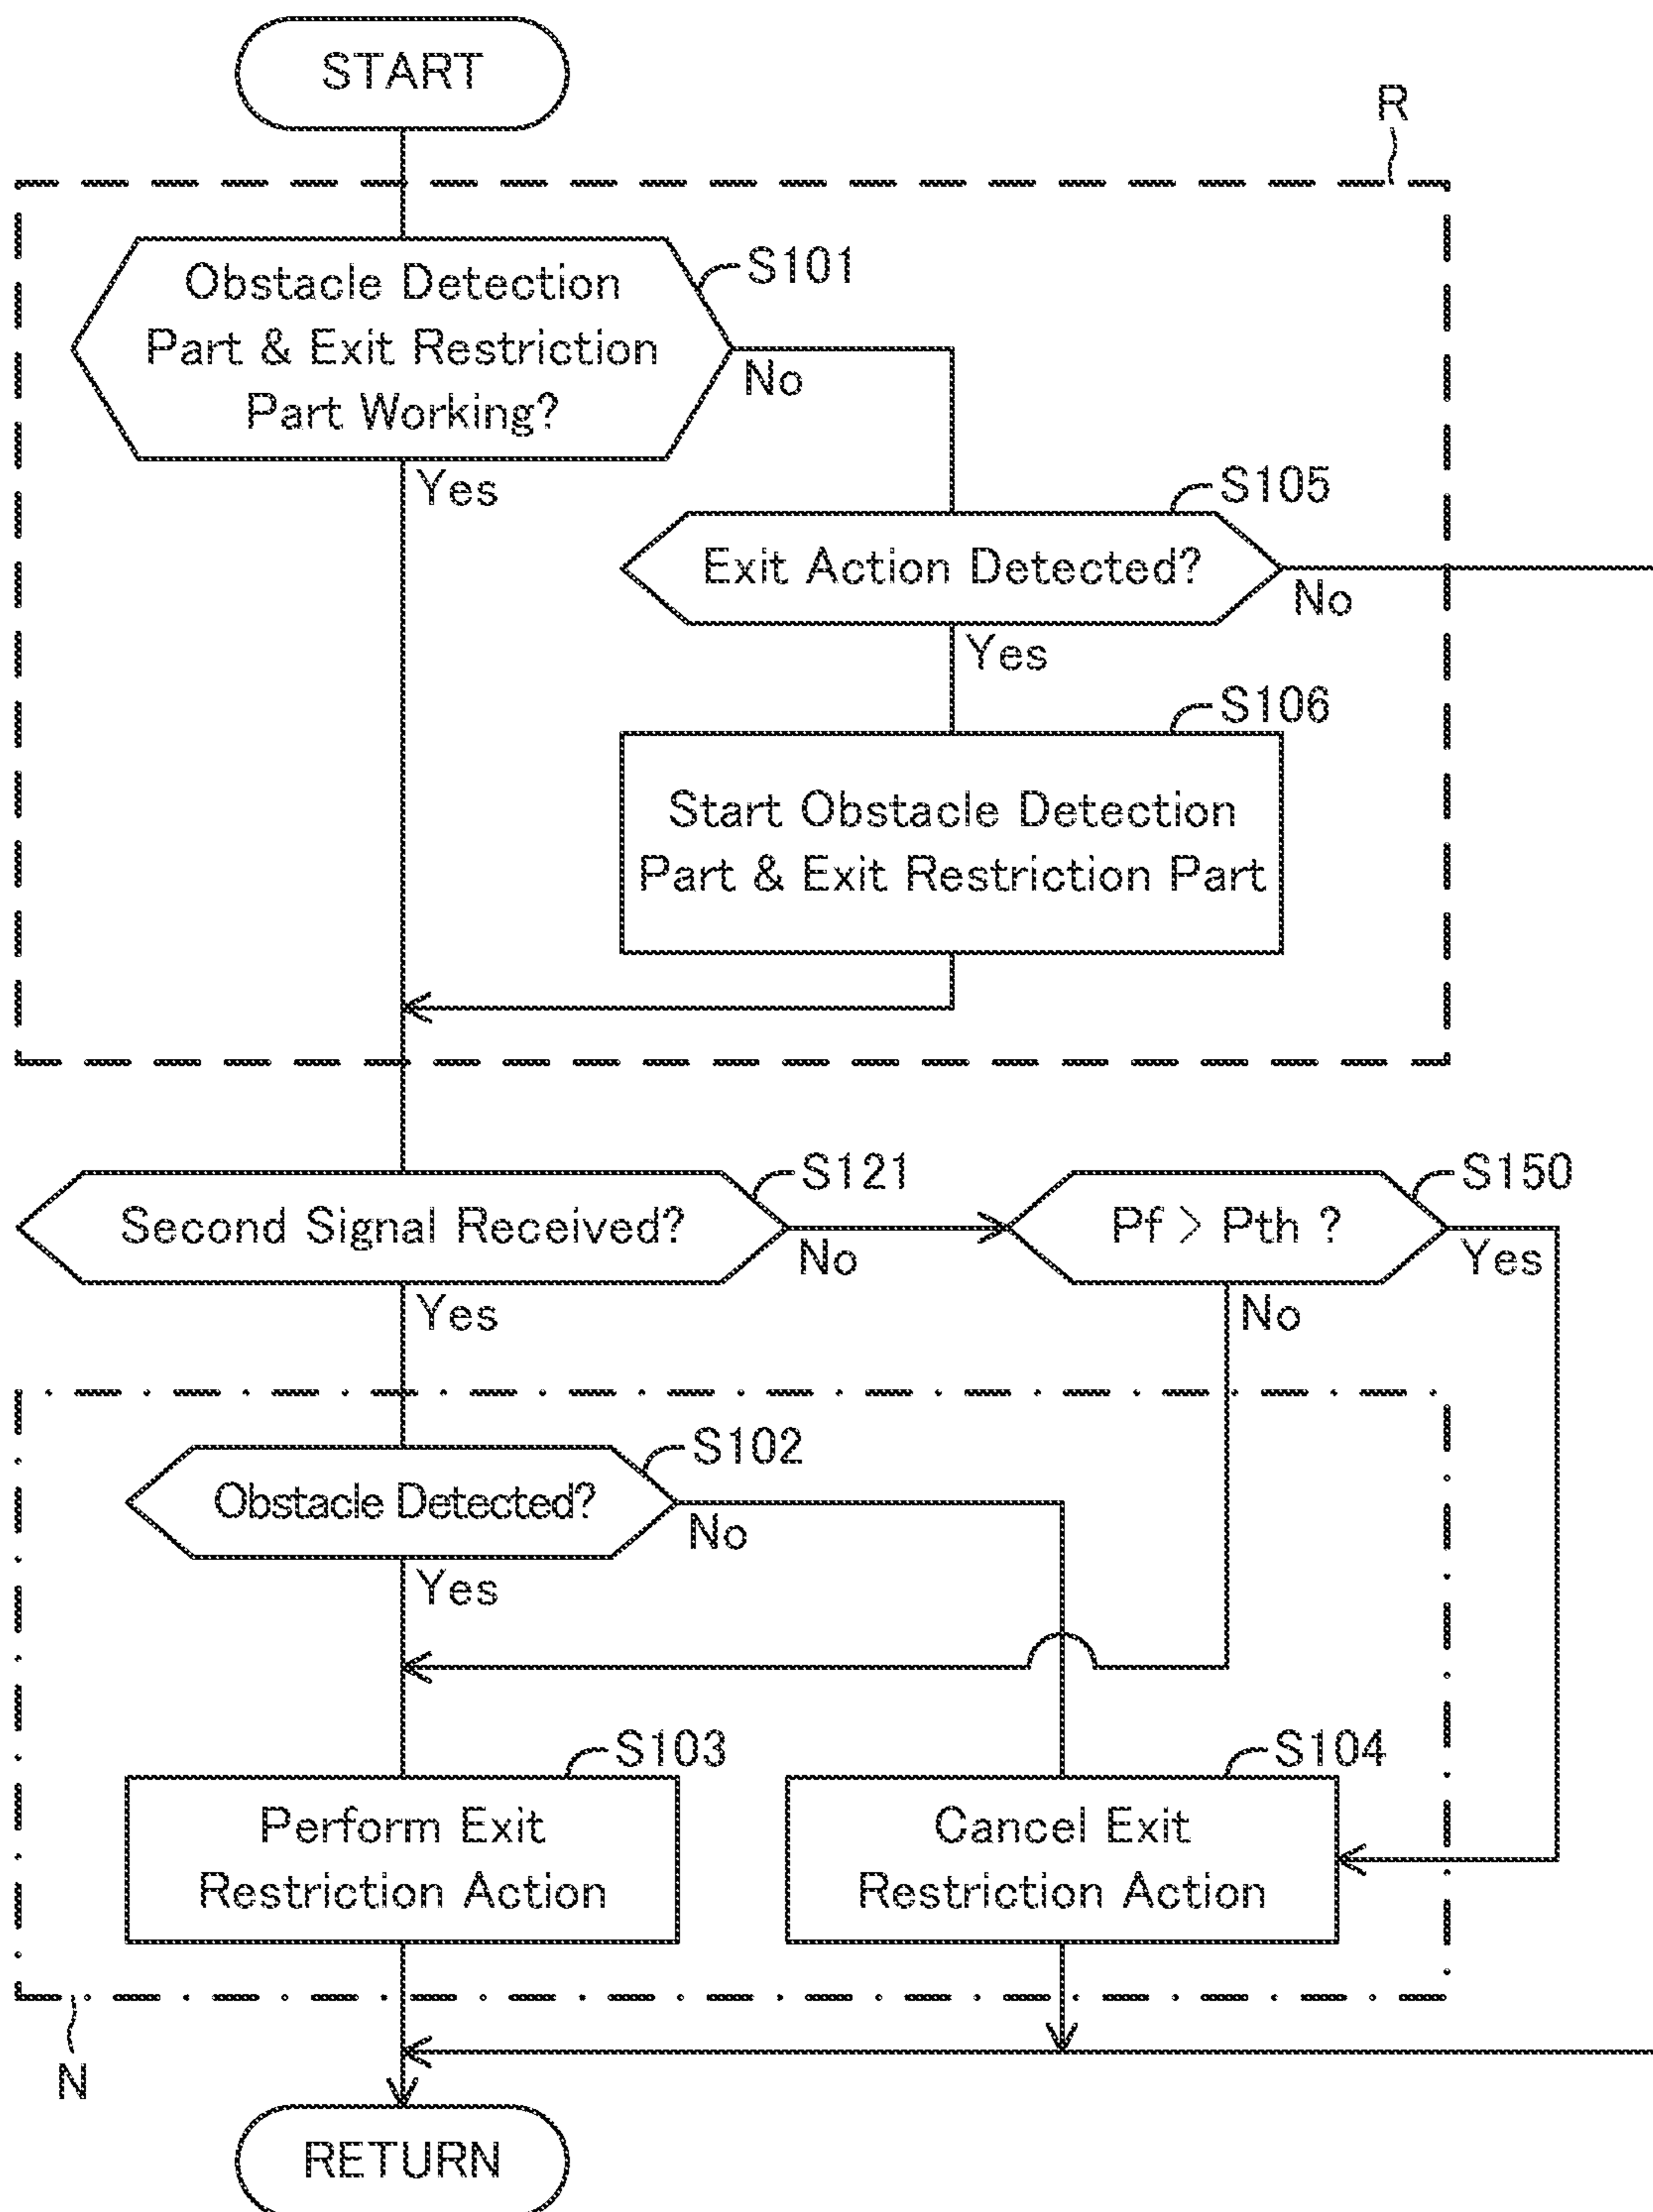 START
R
Obstacle Detection
Part & Exit Restriction
Part Working?
S101
No
Yes
S105
Exit Action Detected?
No
Yes
S106
Start Obstacle Detection
Part & Exit Restriction Part
S121
Second Signal Received?
No
Yes
S150
Pf > Pth ?
Yes
No
S102
Obstacle Detected?
No
Yes
S103
Perform Exit
Restriction Action
S104
Cancel Exit
Restriction Action
N
RETURN